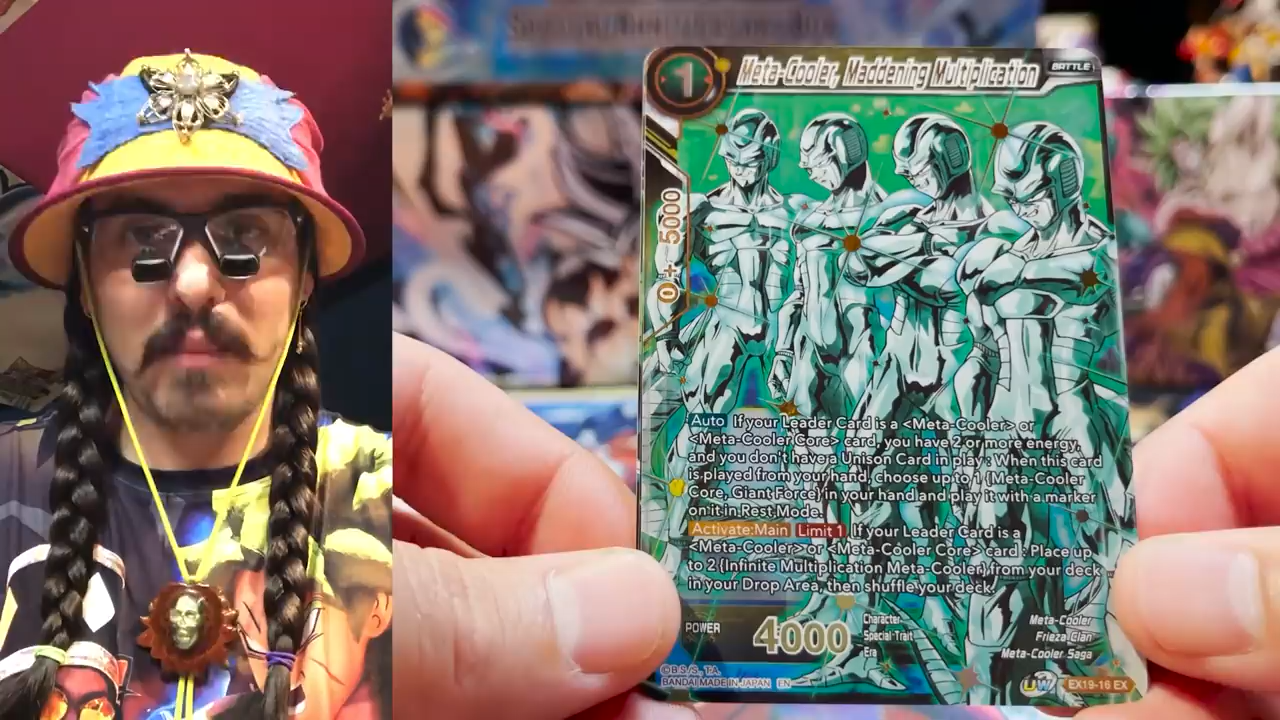 1
Meta-Cooler, Maddening Multiplication
BATTLE
0+ 5000
Auto If your Leader Card is a <Meta-Cooler> or
<Meta-Cooler Core> card, you have 2 or more energy,
and you don't have a Unison Card in play : When this card
is played from your hand, choose up to 1 {Meta-Cooler
Core, Giant Force} in your hand and play it with a marker
on it in Rest Mode.
Activate:Main Limit 1 If your Leader Card is a
<Meta-Cooler> or <Meta-Cooler Core> card : Place up
to 2 {Infinite Multiplication Meta-Cooler} from your deck
in your Drop Area, then shuffle your deck.
POWER 4000
Character Meta-Cooler
Special Trait Frieza Clan
Era Meta-Cooler Saga
©B.S./S., T.A.
BANDAI MADE IN JAPAN EN
UW EX19-16 EX